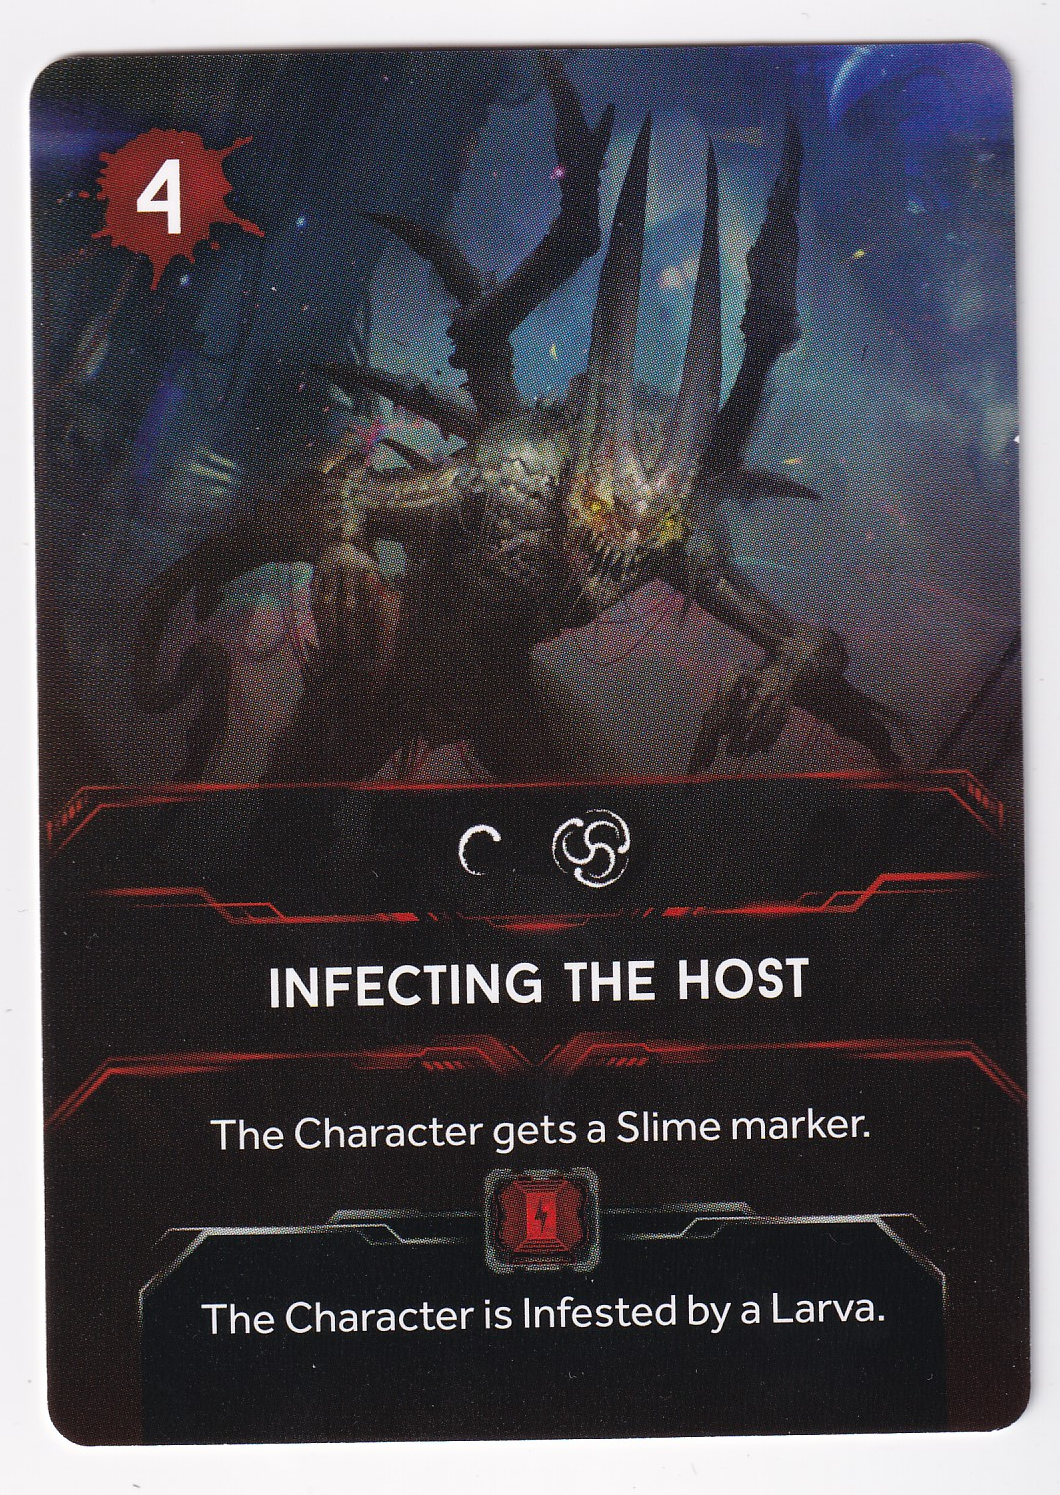 4
INFECTING THE HOST
The Character gets a Slime marker.
The Character is Infested by a Larva.